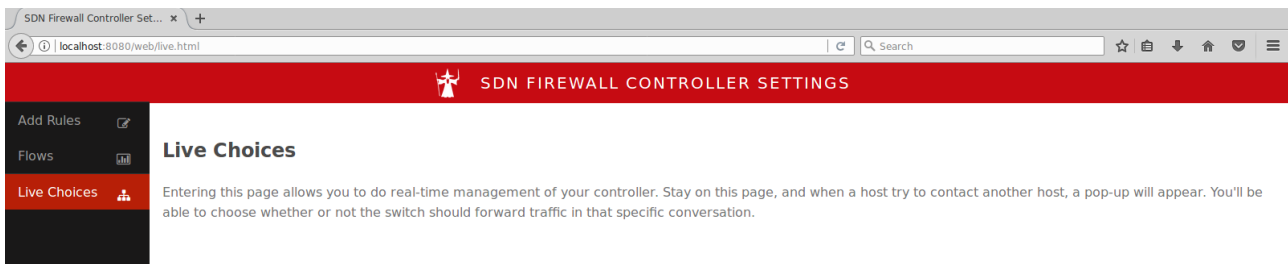 SDN Firewall Controller Set...
localhost:8080/web/live.html
Search
SDN FIREWALL CONTROLLER SETTINGS
Add Rules
Flows
Live Choices
Live Choices
Entering this page allows you to do real-time management of your controller. Stay on this page, and when a host try to contact another host, a pop-up will appear. You'll be
able to choose whether or not the switch should forward traffic in that specific conversation.